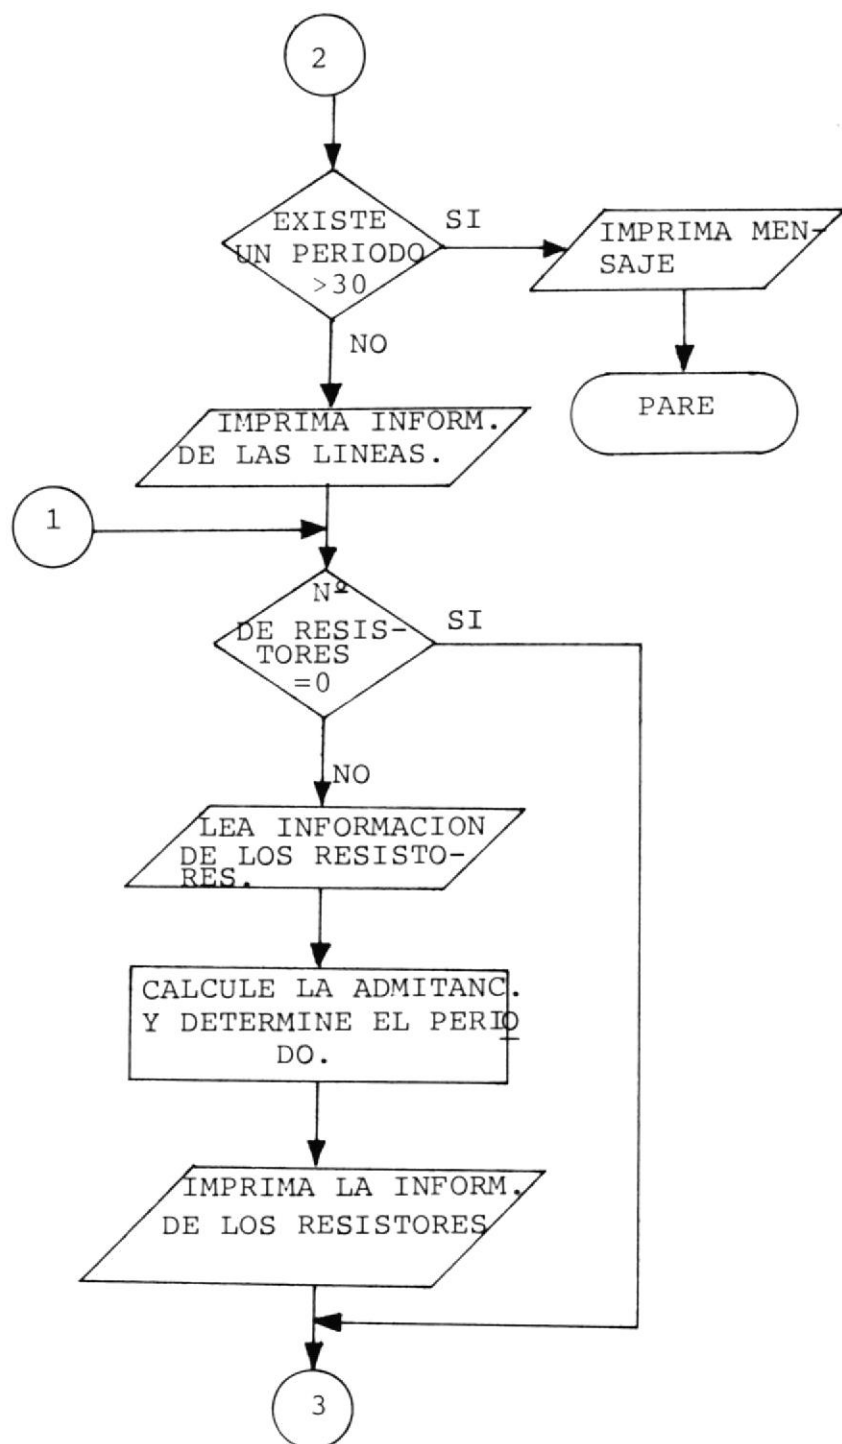 2
EXISTE
UN PERIODO
>30
SI
IMPRIMA MEN-
SAJE
NO
PARE
IMPRIMA INFORM.
DE LAS LINEAS.
1
Nº
DE RESIS-
TORES
=0
SI
NO
LEA INFORMACION
DE LOS RESISTO-
RES.
CALCULE LA ADMITANC.
Y DETERMINE EL PERIO
DO.
IMPRIMA LA INFORM.
DE LOS RESISTORES
3